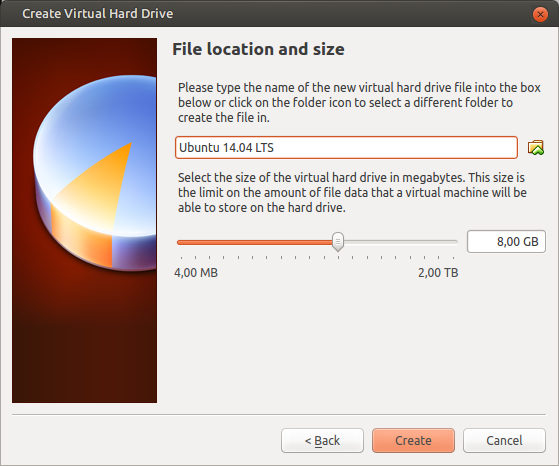 Create Virtual Hard Drive
File location and size
Please type the name of the new virtual hard drive file into the box
below or click on the folder icon to select a different folder to
create the file in.
Ubuntu 14.04 LTS
Select the size of the virtual hard drive in megabytes. This size is
the limit on the amount of file data that a virtual machine will be
able to store on the hard drive.
8,00 GB
4,00 MB 2,00 TB
< Back Create Cancel